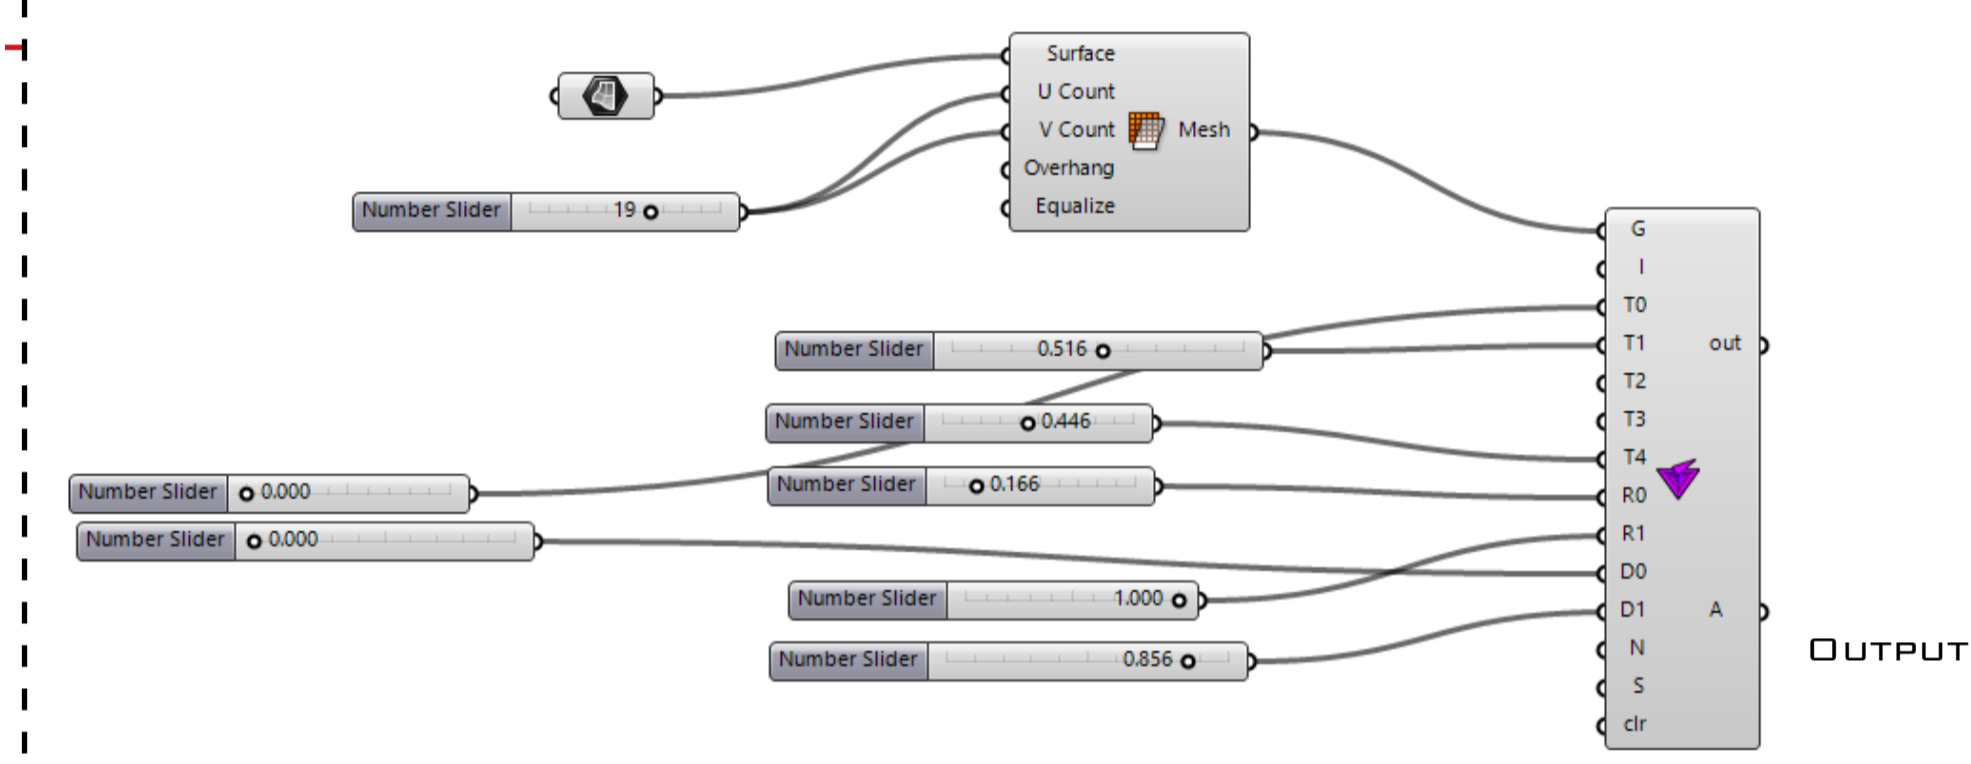 Surface
U Count
V Count
Mesh
Overhang
Equalize
Number Slider 19
G
I
T0
Number Slider 0.516
T1
out
T2
T3
Number Slider 0.446
T4
Number Slider 0.166
R0
Number Slider 0.000
R1
Number Slider 0.000
D0
Number Slider 1.000
D1
A
N
OUTPUT
Number Slider 0.856
S
clr